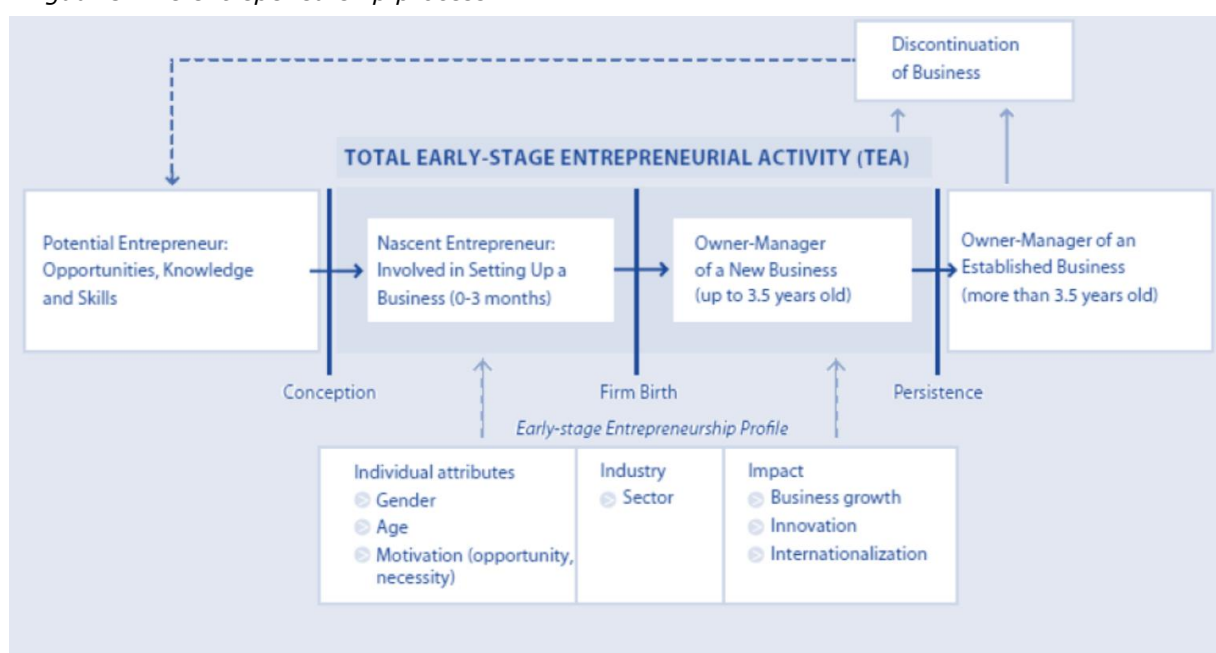 Discontinuation
of Business
TOTAL EARLY-STAGE ENTREPRENEURIAL ACTIVITY (TEA)
Potential Entrepreneur:
Opportunities, Knowledge
and Skills
Nascent Entrepreneur:
Involved in Setting Up a
Business (0-3 months)
Owner-Manager
of a New Business
(up to 3.5 years old)
Owner-Manager of an
Established Business
(more than 3.5 years old)
Conception
Firm Birth
Persistence
Early-stage Entrepreneurship Profile
Individual attributes
Gender
Age
Motivation (opportunity,
necessity)
Industry
Sector
Impact
Business growth
Innovation
Internationalization